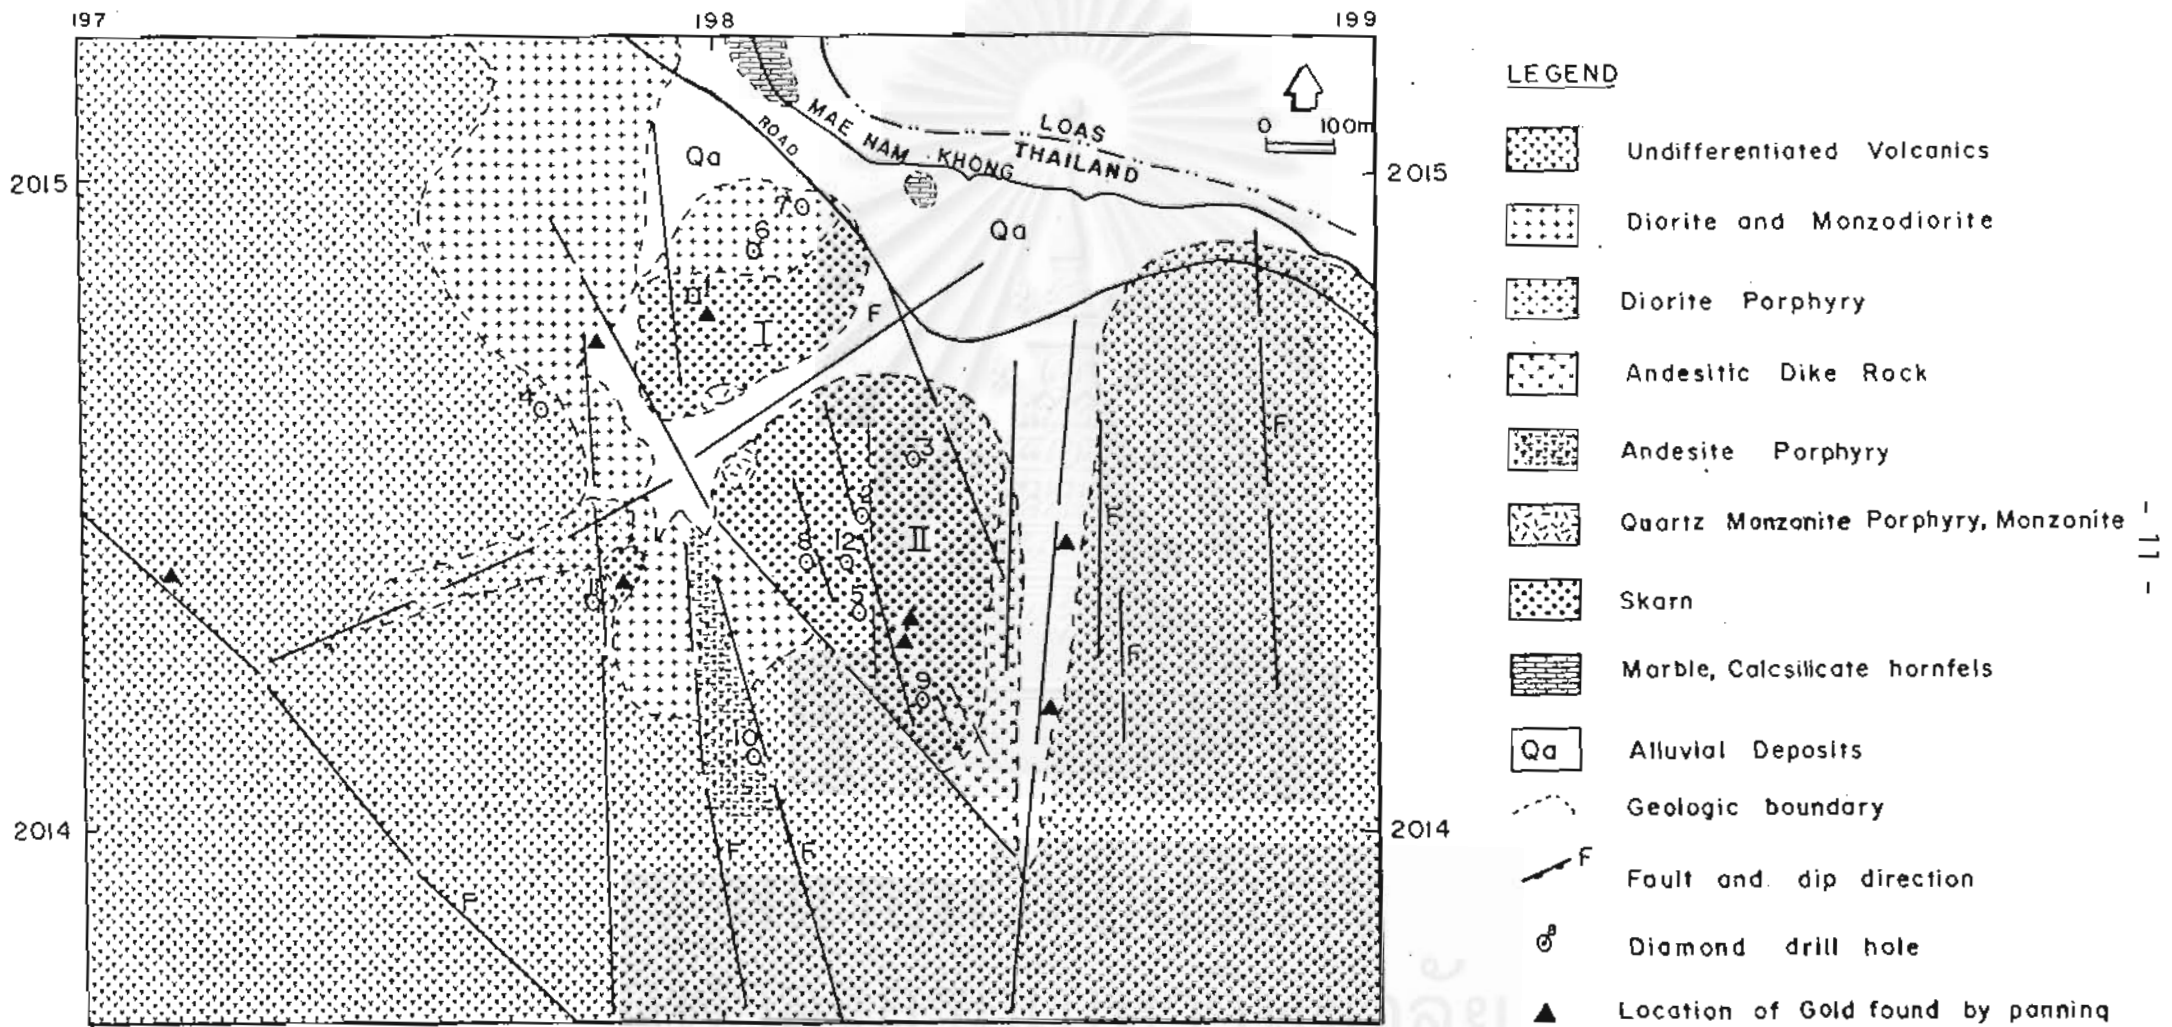 197 198 199
LEGEND
0 100m
LOAS
THAILAND
MAE NAM KHONG
ROAD
Qa
2015 2015
Qa
7
6
I
F
4
3
II
8 12
5
9
10
F
F
F
F F
F
2014 2014
Undifferentiated Volcanics
Diorite and Monzodiorite
Diorite Porphyry
Andesitic Dike Rock
Andesite Porphyry
Quartz Monzonite Porphyry, Monzonite
Skarn
Marble, Calcsilicate hornfels
Qa Alluvial Deposits
Geologic boundary
F Fault and dip direction
Diamond drill hole
Location of Gold found by panning
- 11 -